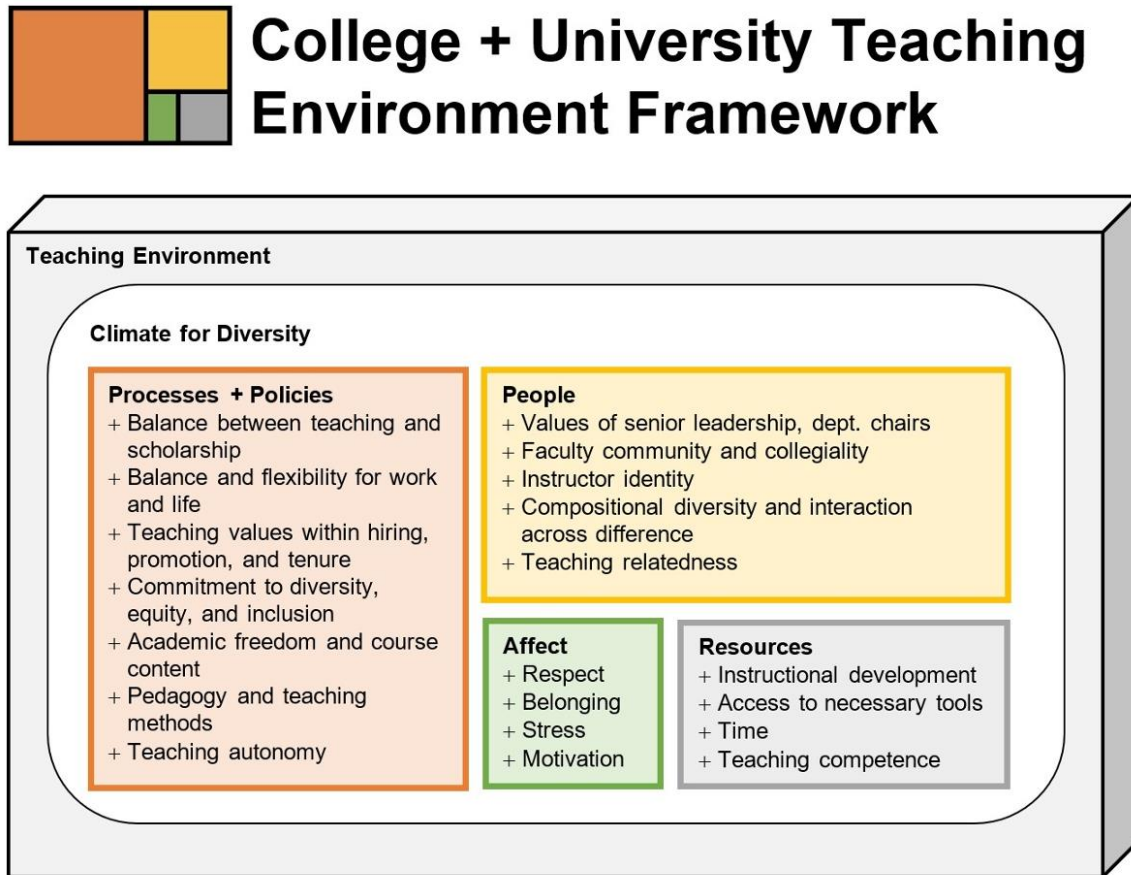 College + University Teaching
Environment Framework
Teaching Environment
Climate for Diversity
Processes + Policies
+ Balance between teaching and
scholarship
+ Balance and flexibility for work
and life
+ Teaching values within hiring,
promotion, and tenure
+ Commitment to diversity,
equity, and inclusion
+ Academic freedom and course
content
+ Pedagogy and teaching
methods
+ Teaching autonomy
People
+ Values of senior leadership, dept. chairs
+ Faculty community and collegiality
+ Instructor identity
+ Compositional diversity and interaction
across difference
+ Teaching relatedness
Affect
+ Respect
+ Belonging
+ Stress
+ Motivation
Resources
+ Instructional development
+ Access to necessary tools
+ Time
+ Teaching competence